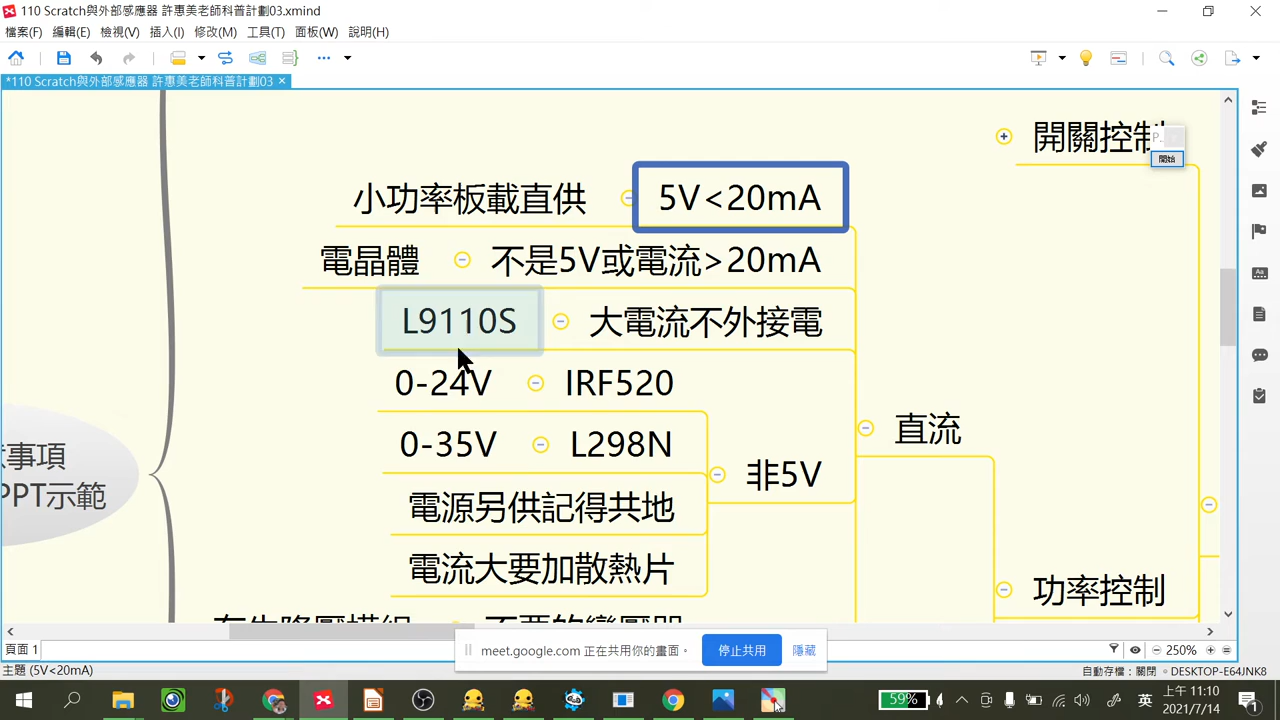 110 Scratch與外部感應器 許惠美老師科普計劃03.xmind
檔案(F) 編輯(E) 檢視(V) 插入(I) 修改(M) 工具(T) 面板(W) 說明(H)
*110 Scratch與外部感應器 許惠美老師科普計劃03 ×
開關控制
P..
開始
小功率板載直供 5V<20mA
電晶體 不是5V或電流>20mA
L9110S 大電流不外接電
0-24V IRF520
直流
0-35V L298N
事項
非5V
PPT示範
電源另供記得共地
電流大要加散熱片
功率控制
meet.google.com 正在共用你的畫面。 停止共用 隱藏
頁面 1
250%
主題 (5V<20mA)
自動存檔：關閉 DESKTOP-E64JNK8
59%
英
上午 11:10
2021/7/14
1